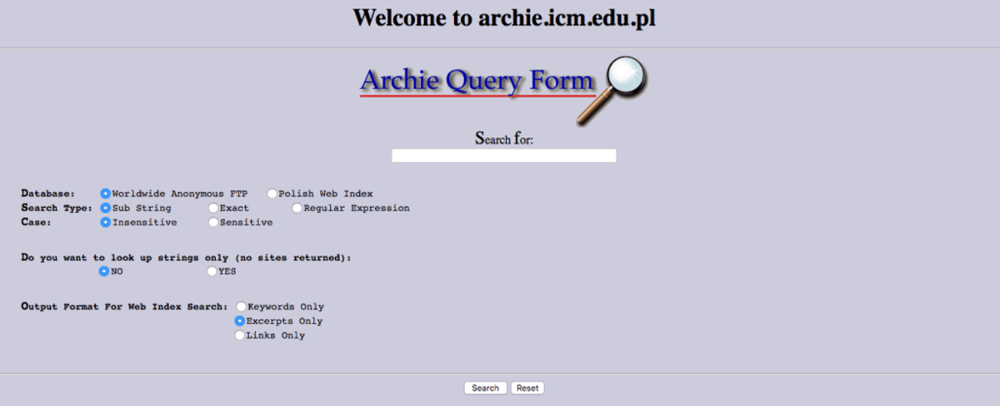 Welcome to archie.icm.edu.pl
Archie Query Form
Search for:
Database: Worldwide Anonymous FTP Polish Web Index
Search Type: Sub String Exact Regular Expression
Case: Insensitive Sensitive
Do you want to look up strings only (no sites returned):
NO YES
Output Format For Web Index Search: Keywords Only
Excerpts Only
Links Only
Search Reset